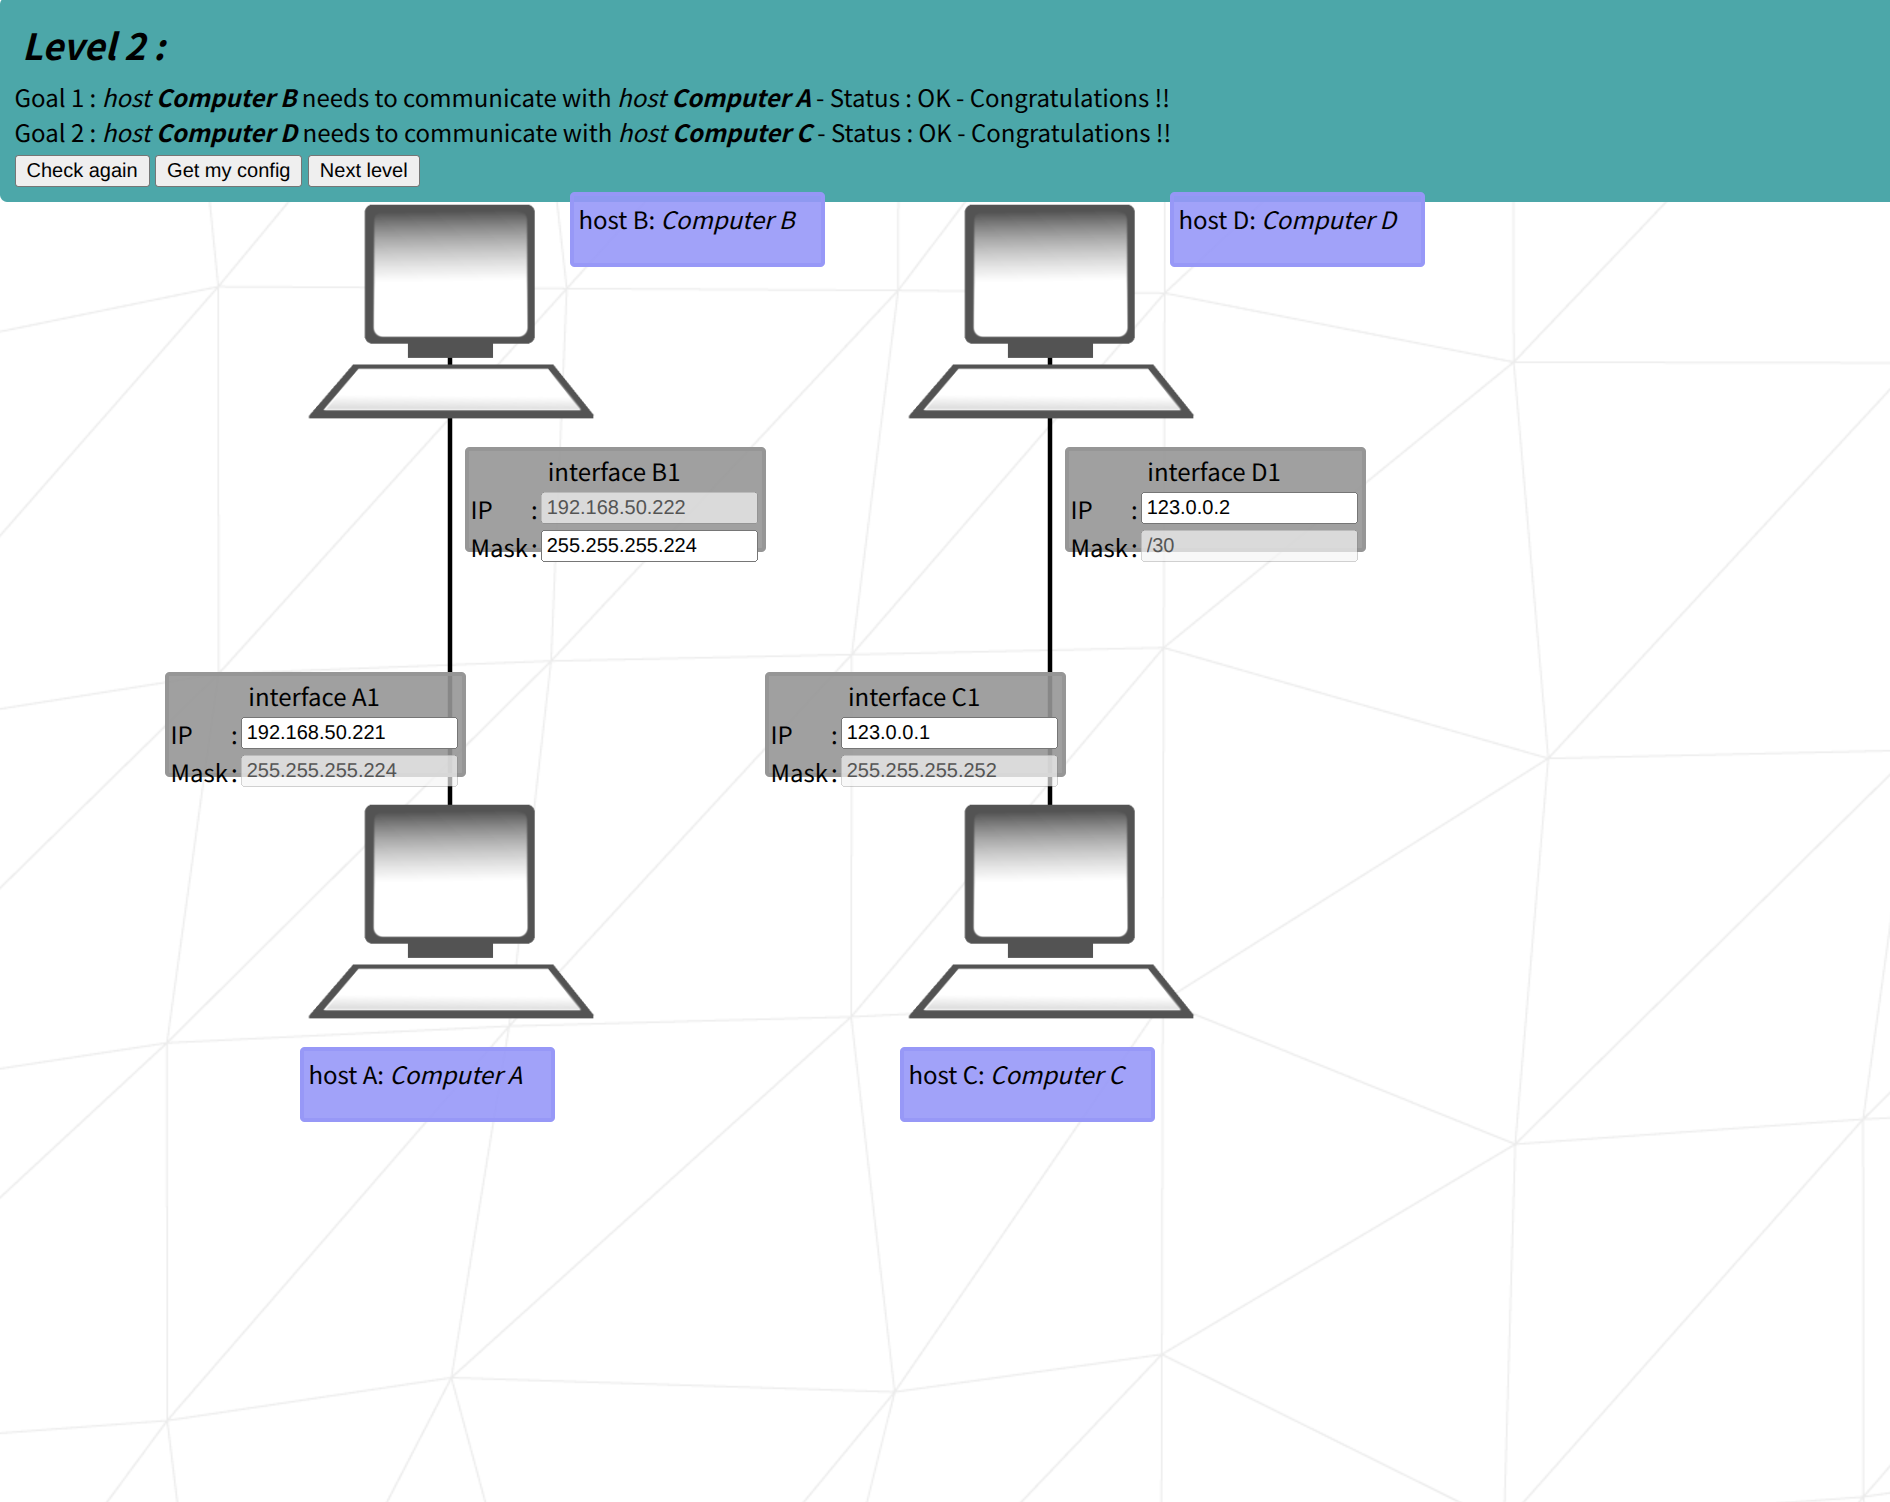 Level 2 :
Goal 1 : host Computer B needs to communicate with host Computer A - Status : OK - Congratulations !!
Goal 2 : host Computer D needs to communicate with host Computer C - Status : OK - Congratulations !!
Check again Get my config Next level
host B: Computer B
host D: Computer D
interface B1
IP : 192.168.50.222
Mask : 255.255.255.224
interface D1
IP : 123.0.0.2
Mask : /30
interface A1
IP : 192.168.50.221
Mask : 255.255.255.224
interface C1
IP : 123.0.0.1
Mask : 255.255.255.252
host A: Computer A
host C: Computer C